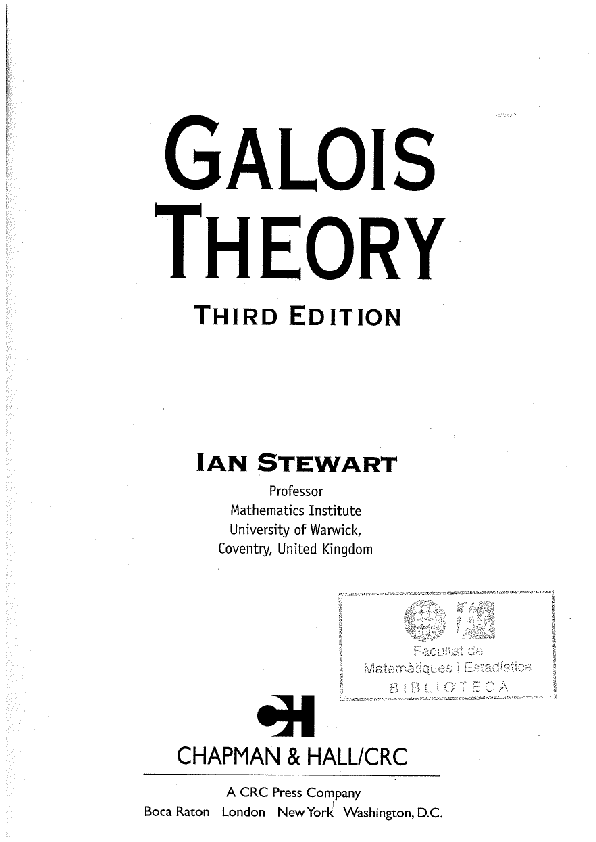 GALOIS
THEORY
THIRD EDITION
IAN STEWART
Professor
Mathematics Institute
University of Warwick,
Coventry, United Kingdom
Facultat de
Matemàtiques i Estadística
BIBLIOTECA
CHAPMAN & HALL/CRC
A CRC Press Company
Boca Raton London New York Washington, D.C.